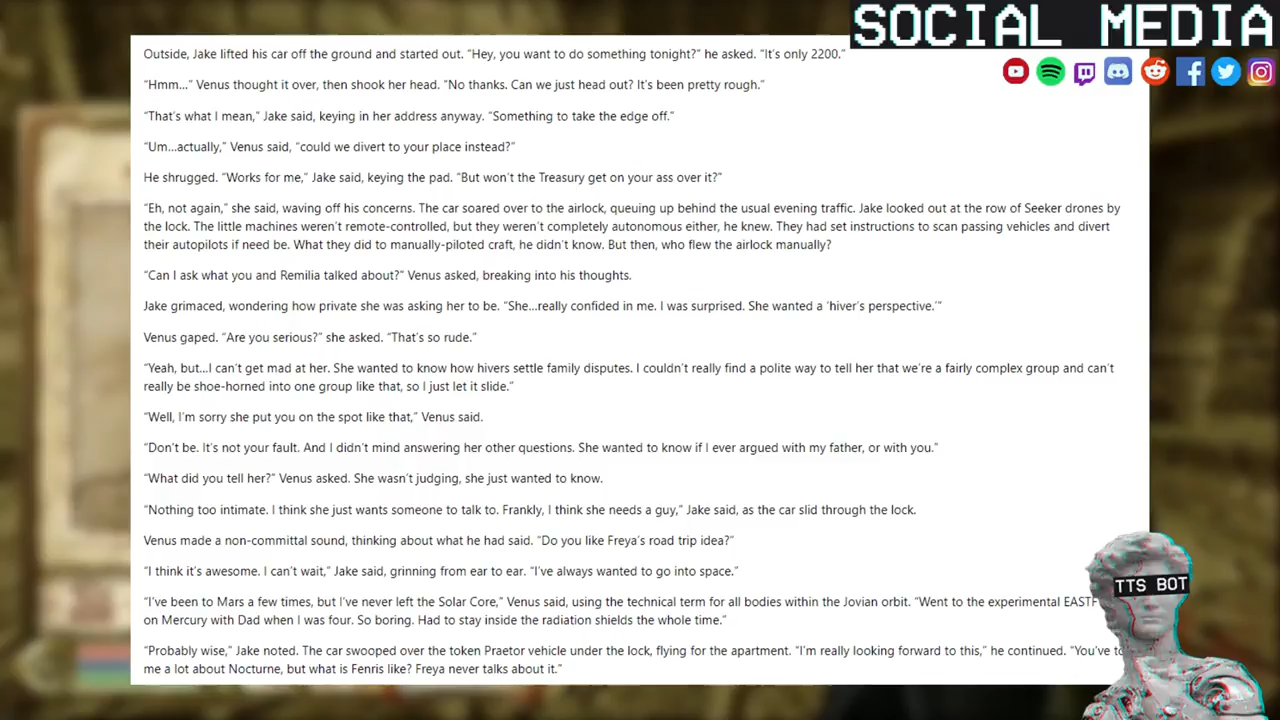 SOCIAL MEDIA
Outside, Jake lifted his car off the ground and started out. “Hey, you want to do something tonight?” he asked. “It’s only 2200.”
“Hmm…” Venus thought it over, then shook her head. “No thanks. Can we just head out? It’s been pretty rough.”
“That’s what I mean,” Jake said, keying in her address anyway. “Something to take the edge off.”
“Um…actually,” Venus said, “could we divert to your place instead?”
He shrugged. “Works for me,” Jake said, keying the pad. “But won’t the Treasury get on your ass over it?”
“Eh, not again,” she said, waving off his concerns. The car soared over to the airlock, queuing up behind the usual evening traffic. Jake looked out at the row of Seeker drones by
the lock. The little machines weren’t remote-controlled, but they weren’t completely autonomous either, he knew. They had set instructions to scan passing vehicles and divert
their autopilots if need be. What they did to manually-piloted craft, he didn’t know. But then, who flew the airlock manually?
“Can I ask what you and Remilia talked about?” Venus asked, breaking into his thoughts.
Jake grimaced, wondering how private she was asking her to be. “She…really confided in me. I was surprised. She wanted a ‘hiver’s perspective.’”
Venus gaped. “Are you serious?” she asked. “That’s so rude.”
“Yeah, but…I can’t get mad at her. She wanted to know how hivers settle family disputes. I couldn’t really find a polite way to tell her that we’re a fairly complex group and can’t
really be shoe-horned into one group like that, so I just let it slide.”
“Well, I’m sorry she put you on the spot like that,” Venus said.
“Don’t be. It’s not your fault. And I didn’t mind answering her other questions. She wanted to know if I ever argued with my father, or with you.”
“What did you tell her?” Venus asked. She wasn’t judging, she just wanted to know.
“Nothing too intimate. I think she just wants someone to talk to. Frankly, I think she needs a guy,” Jake said, as the car slid through the lock.
Venus made a non-committal sound, thinking about what he had said. “Do you like Freya’s road trip idea?”
“I think it’s awesome. I can’t wait,” Jake said, grinning from ear to ear. “I’ve always wanted to go into space.”
“I’ve been to Mars a few times, but I’ve never left the Solar Core,” Venus said, using the technical term for all bodies within the Jovian orbit. “Went to the experimental
on Mercury with Dad when I was four. So boring. Had to stay inside the radiation shields the whole time.”
“Probably wise,” Jake noted. The car swooped over the token Praetor vehicle under the lock, flying for the apartment. “I’m really looking forward to this,” he continued. “You’ve
me a lot about Nocturne, but what is Fenris like? Freya never talks about it.”
TTS BOT